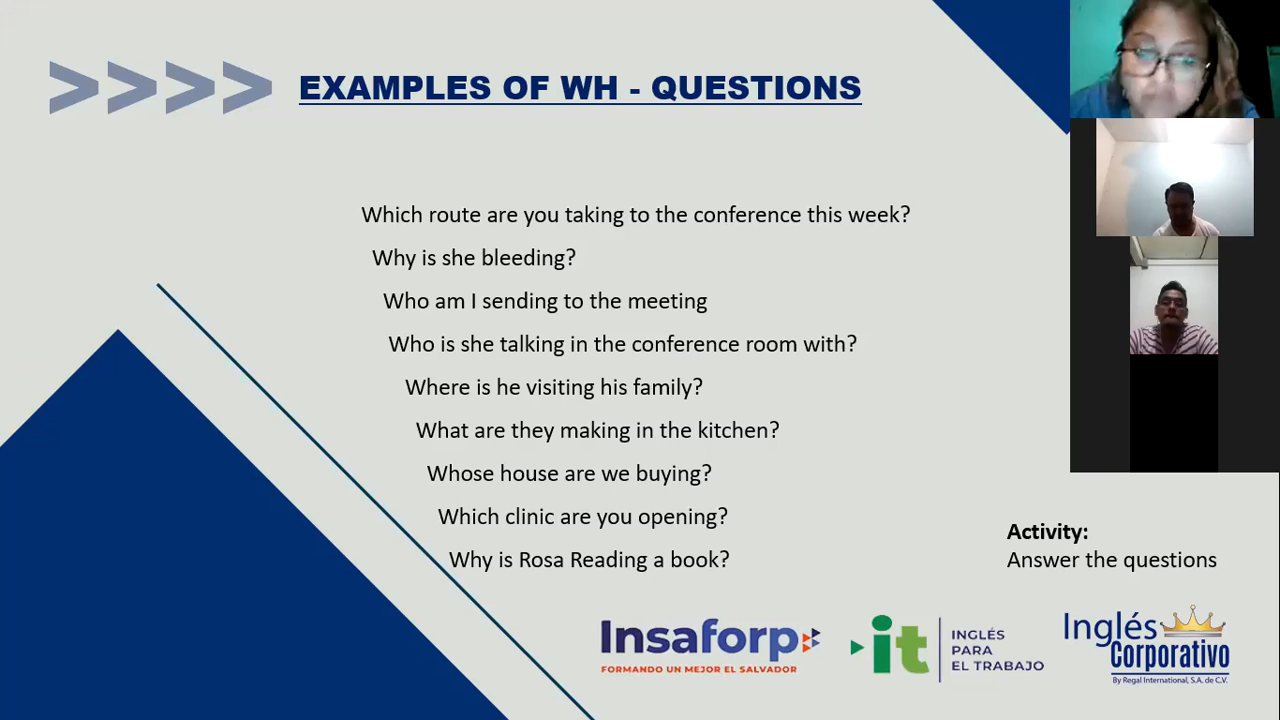 >>>> EXAMPLES OF WH - QUESTIONS
Which route are you taking to the conference this week?
Why is she bleeding?
Who am I sending to the meeting
Who is she talking in the conference room with?
Where is he visiting his family?
What are they making in the kitchen?
Whose house are we buying?
Which clinic are you opening?
Why is Rosa Reading a book?
Activity:
Answer the questions
Insaforp
FORMANDO UN MEJOR EL SALVADOR
it
INGLÉS
PARA
EL TRABAJO
Inglés
Corporativo
By Regal International, S.A. de C.V.